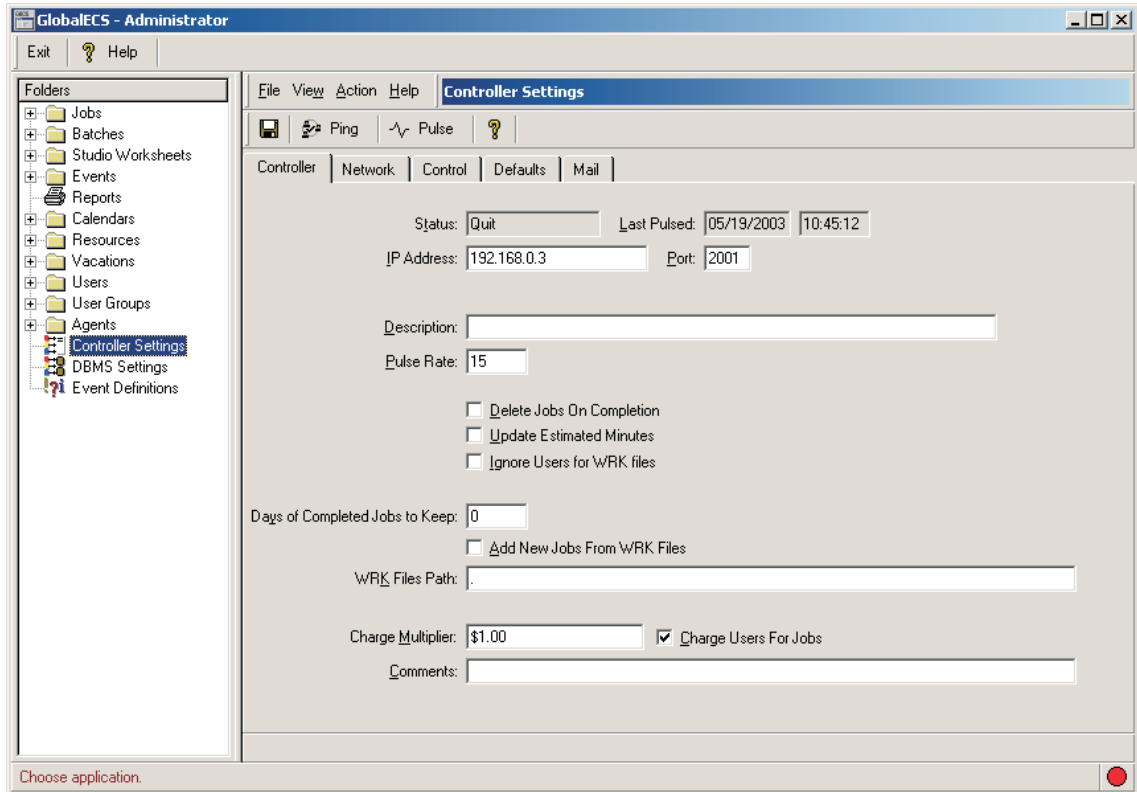 GlobalECS - Administrator
Exit
Help
Folders
Jobs
Batches
Studio Worksheets
Events
Reports
Calendars
Resources
Vacations
Users
User Groups
Agents
Controller Settings
DBMS Settings
Event Definitions
File View Action Help Controller Settings
Ping Pulse
Controller Network Control Defaults Mail
Status: Quit Last Pulsed: 05/19/2003 10:45:12
IP Address: 192.168.0.3 Port: 2001
Description:
Pulse Rate: 15
Delete Jobs On Completion
Update Estimated Minutes
Ignore Users for WRK files
Days of Completed Jobs to Keep: 0
Add New Jobs From WRK Files
WRK Files Path: .
Charge Multiplier: $1.00 Charge Users For Jobs
Comments:
Choose application.